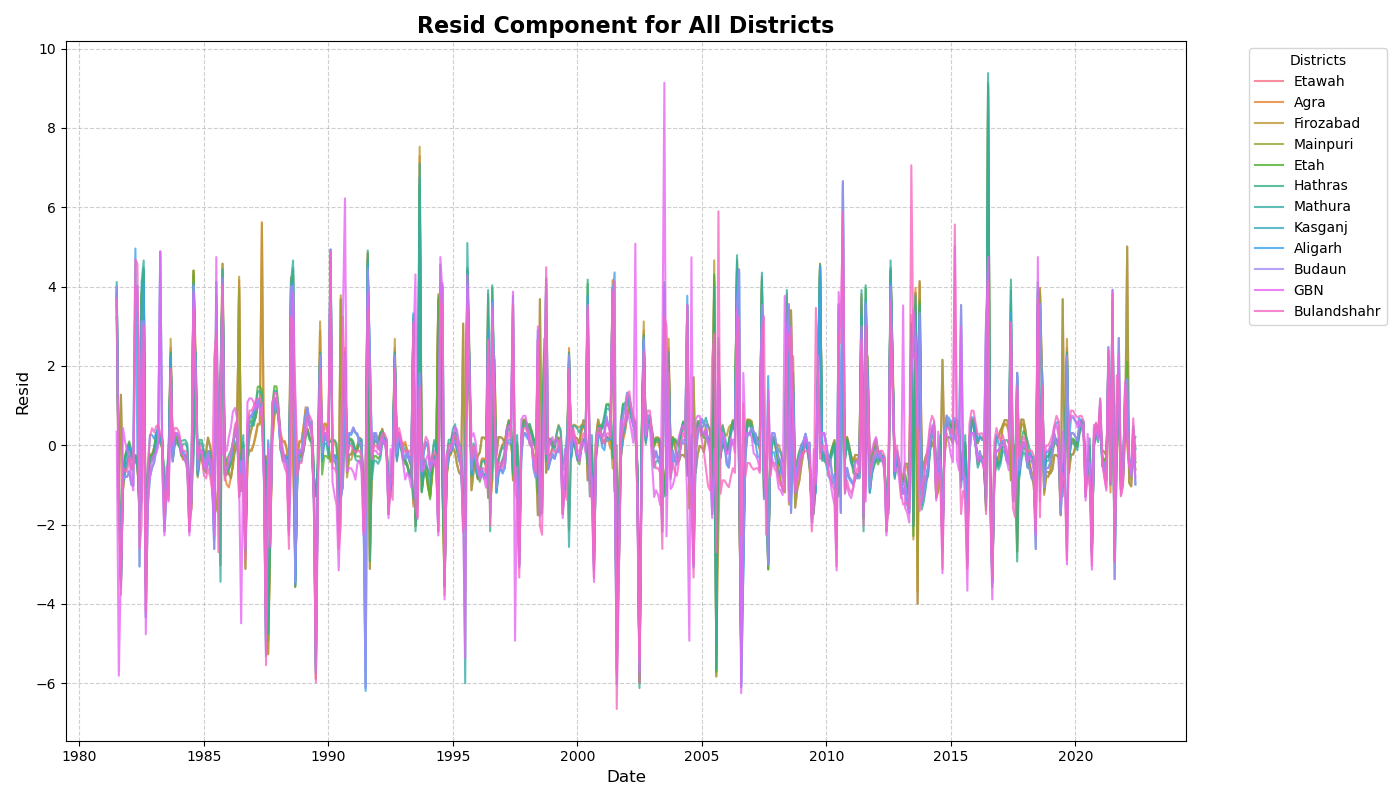 Resid Component for All Districts
Resid
10
8
6
4
2
0
−2
−4
−6
1980 1985 1990 1995 2000 2005 2010 2015 2020
Date
Districts
Etawah
Agra
Firozabad
Mainpuri
Etah
Hathras
Mathura
Kasganj
Aligarh
Budaun
GBN
Bulandshahr